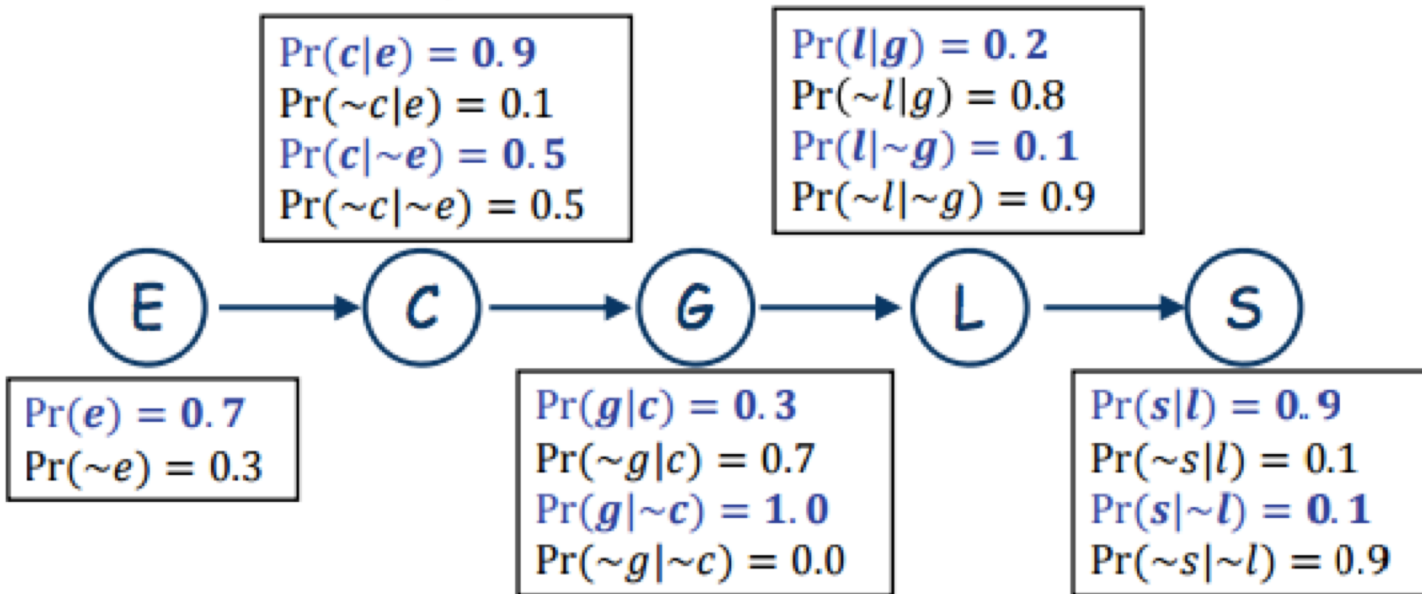 Pr(c|e) = 0.9
Pr(~c|e) = 0.1
Pr(c|~e) = 0.5
Pr(~c|~e) = 0.5
Pr(l|g) = 0.2
Pr(~l|g) = 0.8
Pr(l|~g) = 0.1
Pr(~l|~g) = 0.9
E
C
G
L
S
Pr(e) = 0.7
Pr(~e) = 0.3
Pr(g|c) = 0.3
Pr(~g|c) = 0.7
Pr(g|~c) = 1.0
Pr(~g|~c) = 0.0
Pr(s|l) = 0.9
Pr(~s|l) = 0.1
Pr(s|~l) = 0.1
Pr(~s|~l) = 0.9